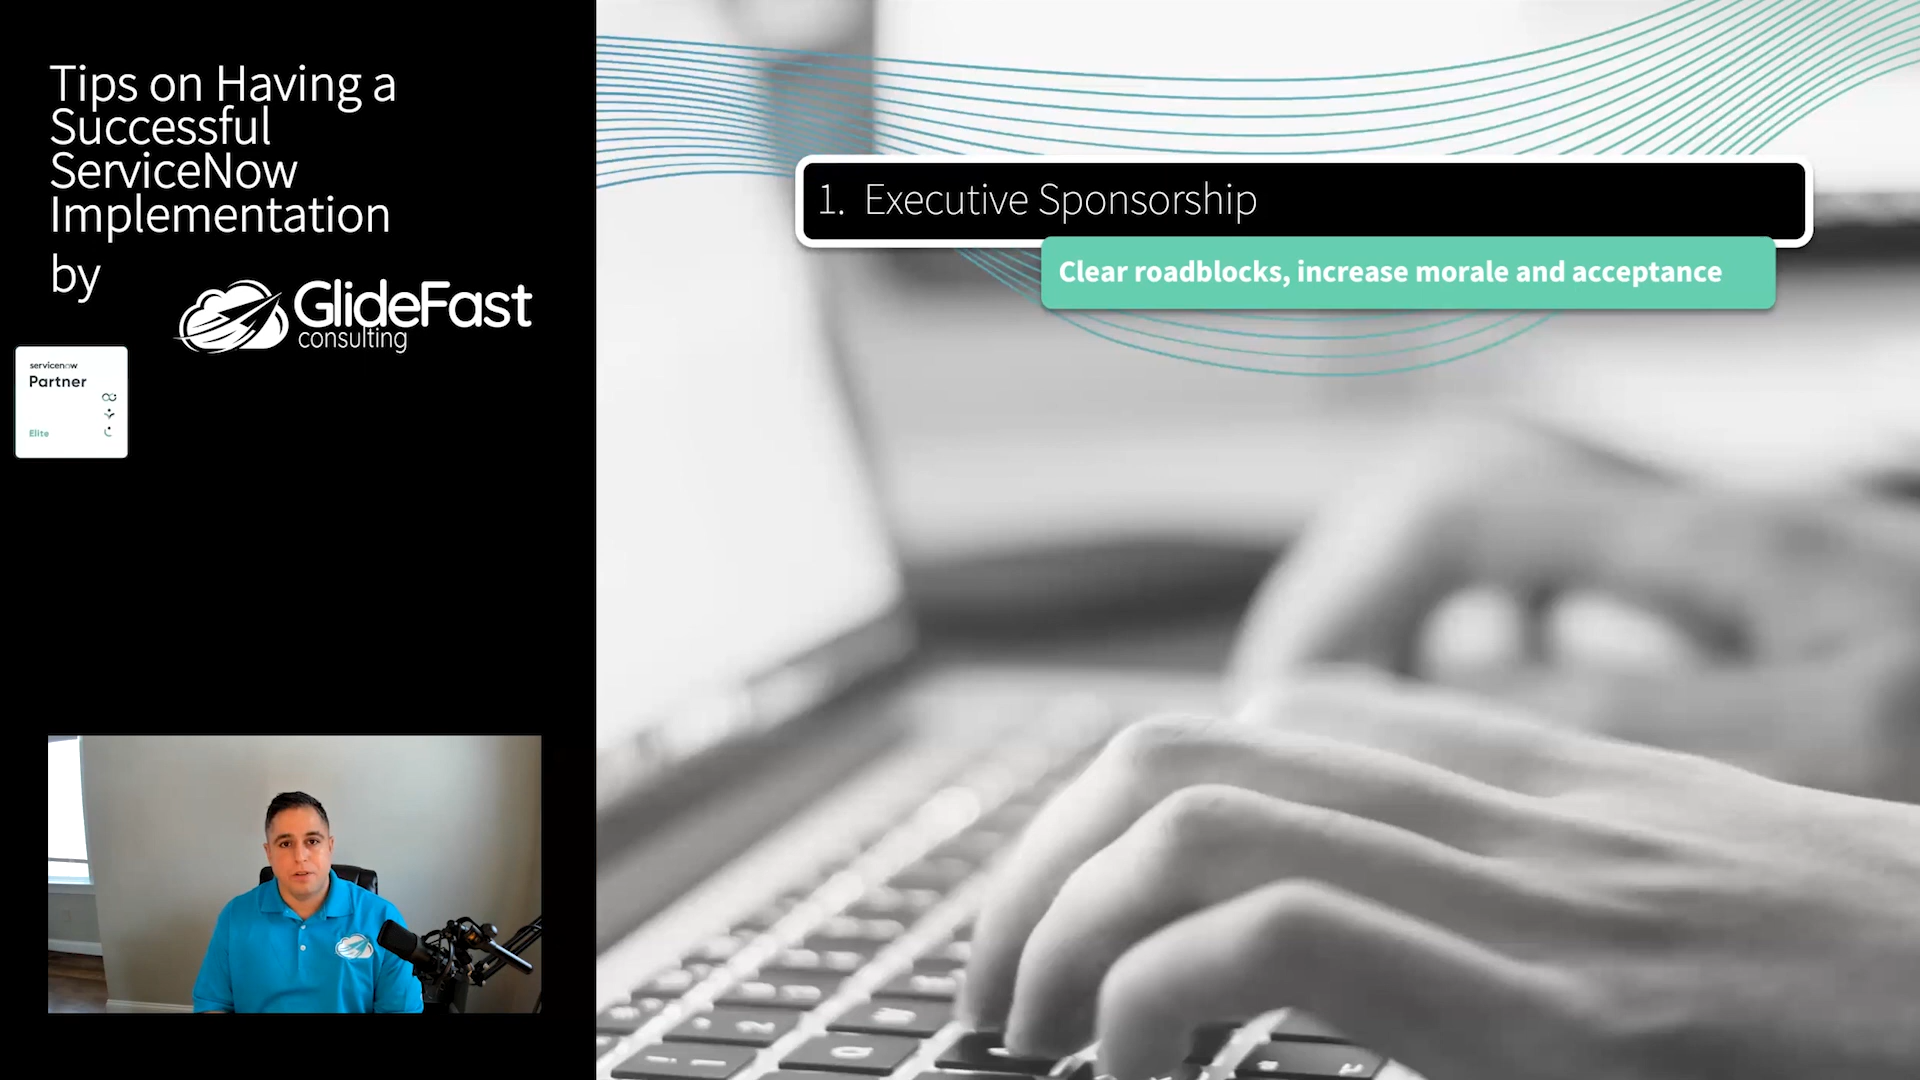 Tips on Having a
Successful
ServiceNow
Implementation
by
GlideFast
consulting
servicenow
Partner
Elite
1. Executive Sponsorship
Clear roadblocks, increase morale and acceptance